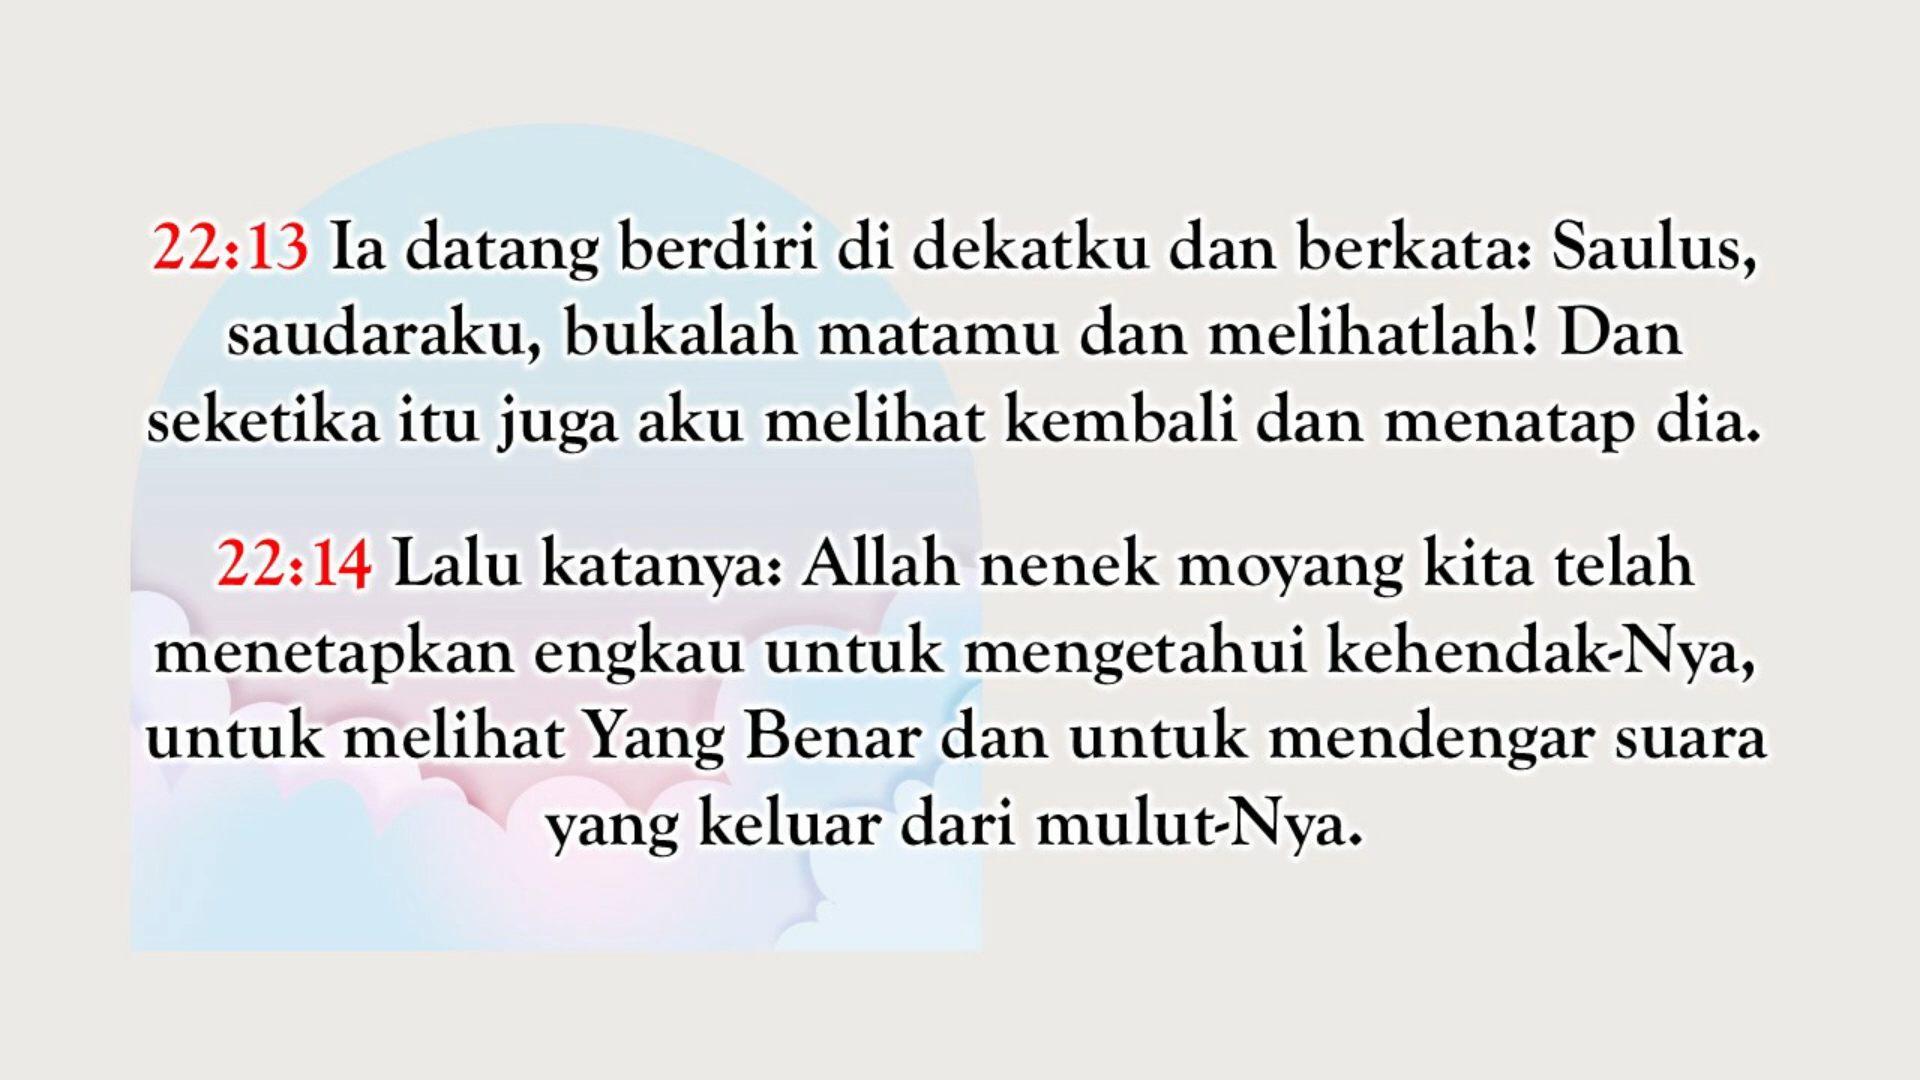 22:13 Ia datang berdiri di dekatku dan berkata: Saulus,
saudaraku, bukalah matamu dan melihatlah! Dan
seketika itu juga aku melihat kembali dan menatap dia.
22:14 Lalu katanya: Allah nenek moyang kita telah
menetapkan engkau untuk mengetahui kehendak-Nya,
untuk melihat Yang Benar dan untuk mendengar suara
yang keluar dari mulut-Nya.